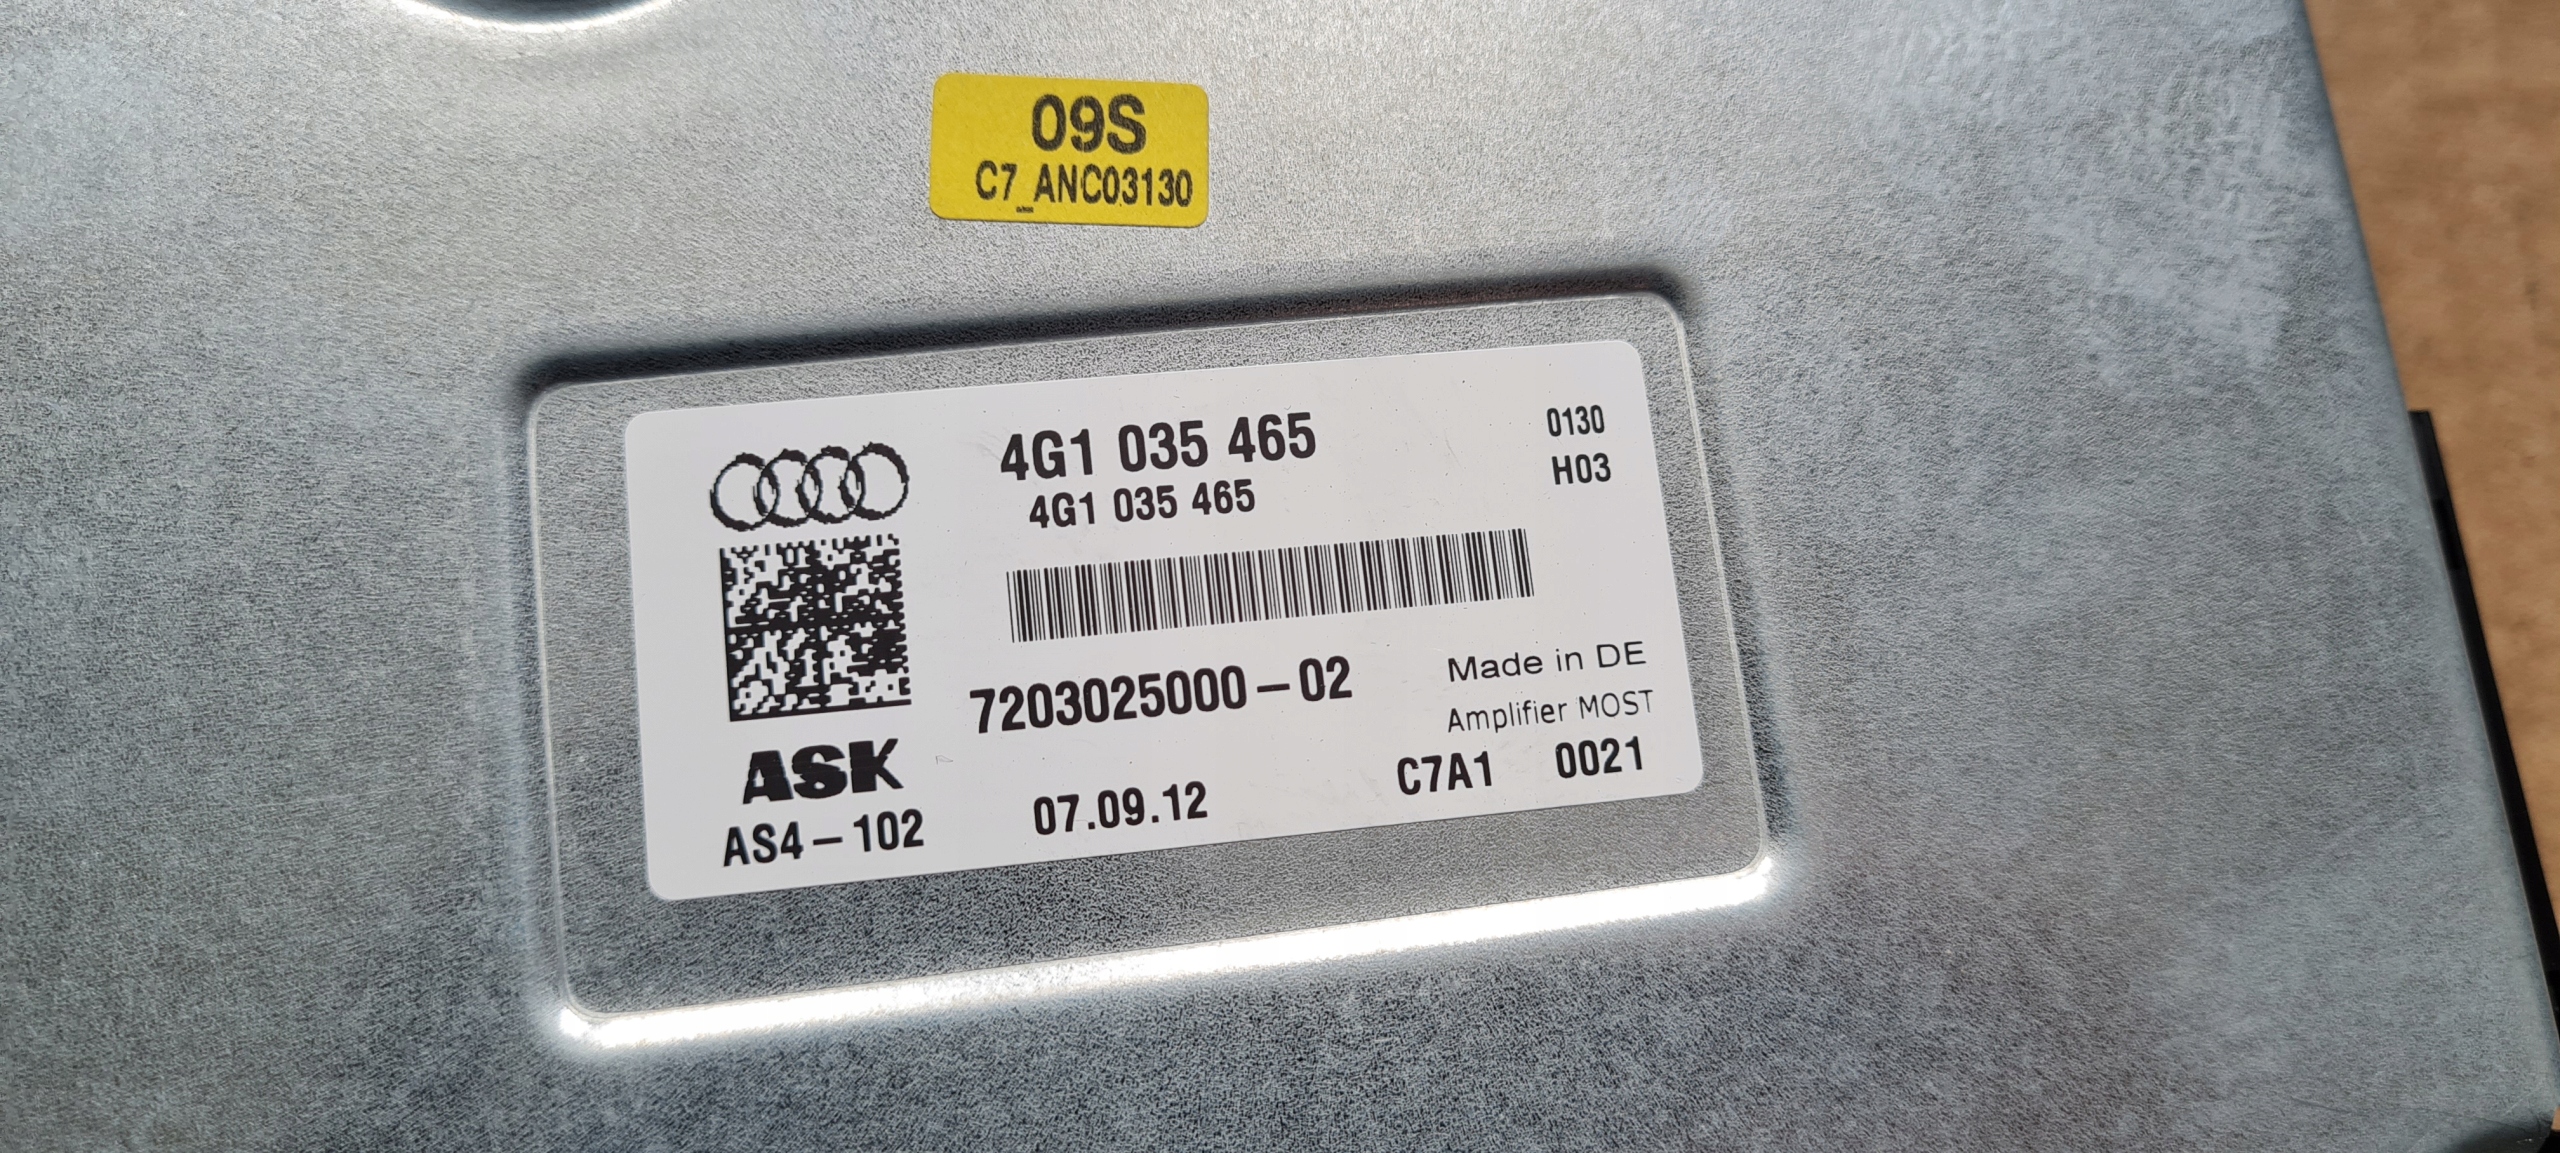 09S
C7_ANC03130
4G1 035 465
4G1 035 465
0130
H03
7203025000-02
Made in DE
Amplifier MOST
ASK
AS4-102
07.09.12
C7A1 0021